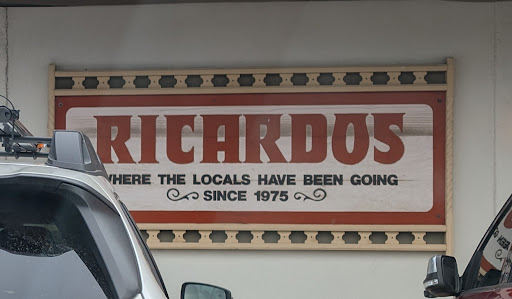 RICARDOS
WHERE THE LOCALS HAVE BEEN GOING
SINCE 1975